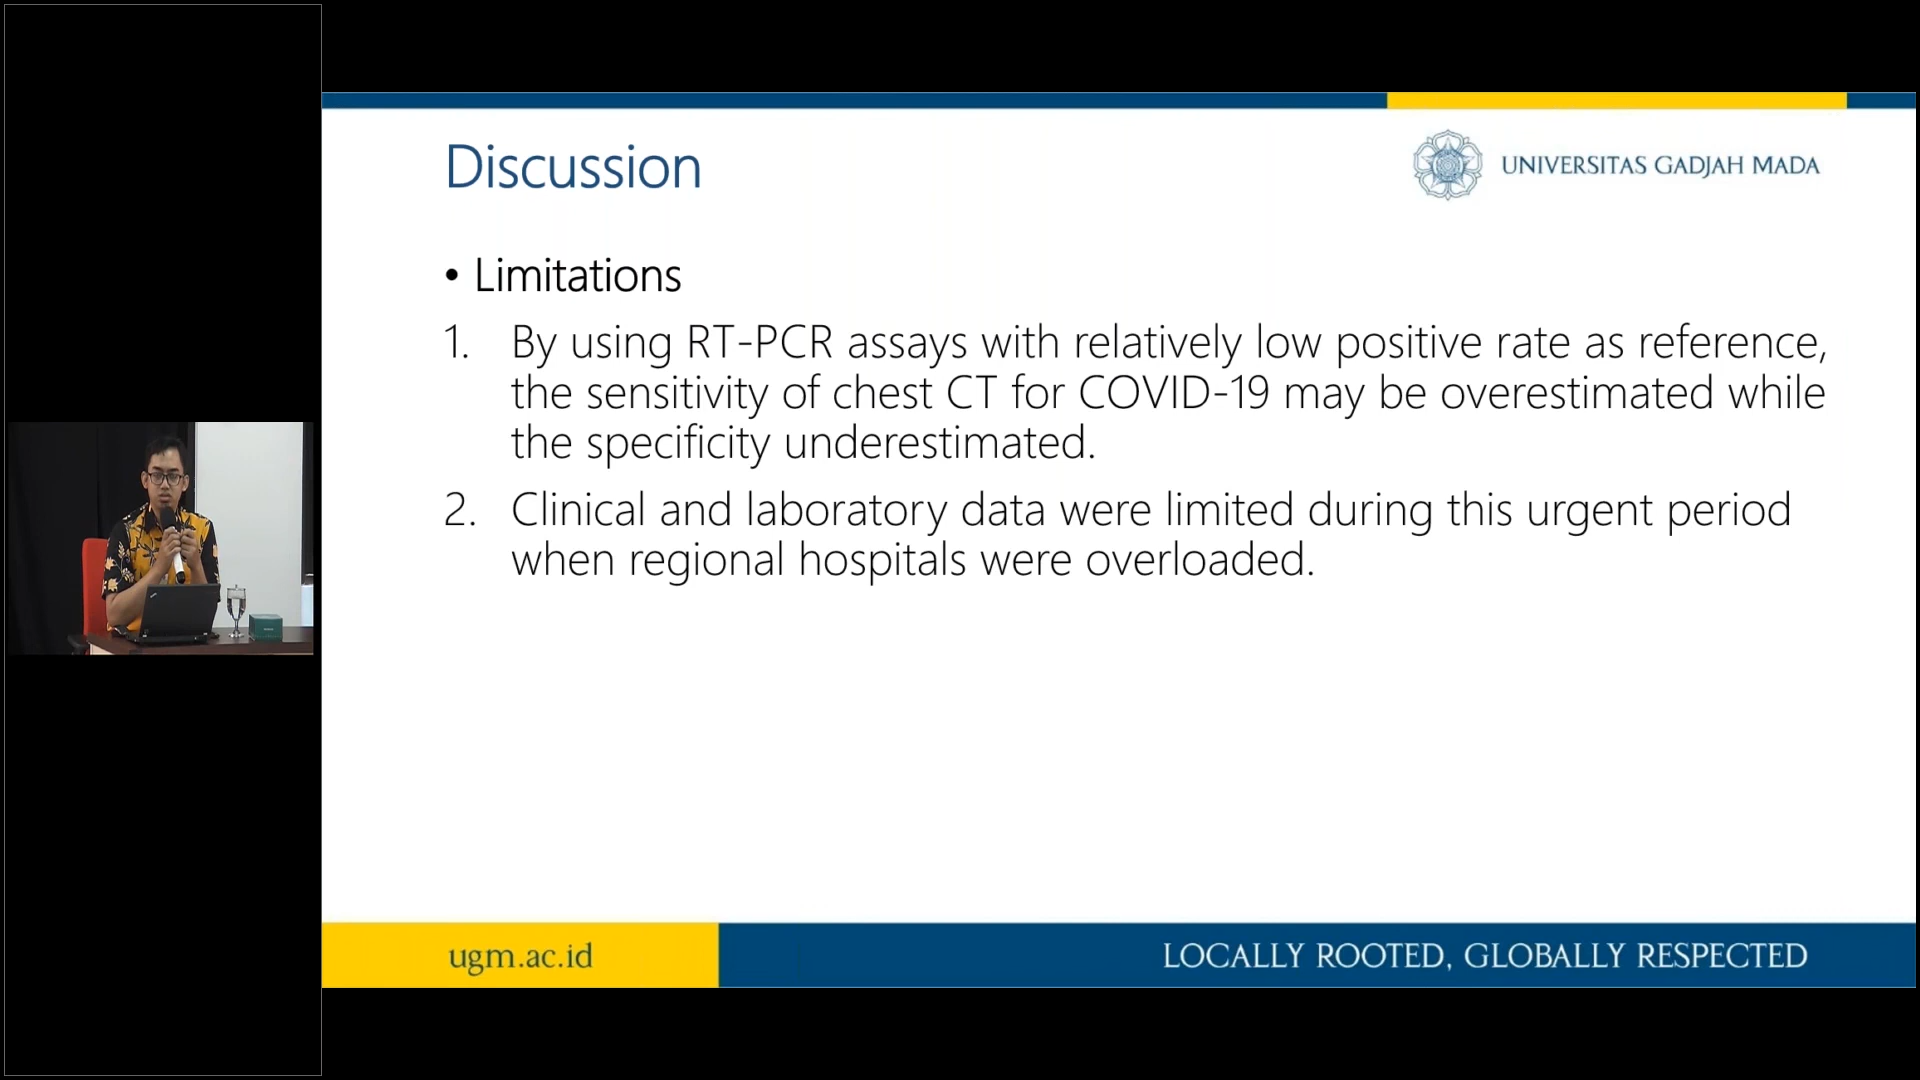 Discussion
UNIVERSITAS GADJAH MADA
• Limitations
1. By using RT-PCR assays with relatively low positive rate as reference,
the sensitivity of chest CT for COVID-19 may be overestimated while
the specificity underestimated.
2. Clinical and laboratory data were limited during this urgent period
when regional hospitals were overloaded.
ugm.ac.id
LOCALLY ROOTED, GLOBALLY RESPECTED